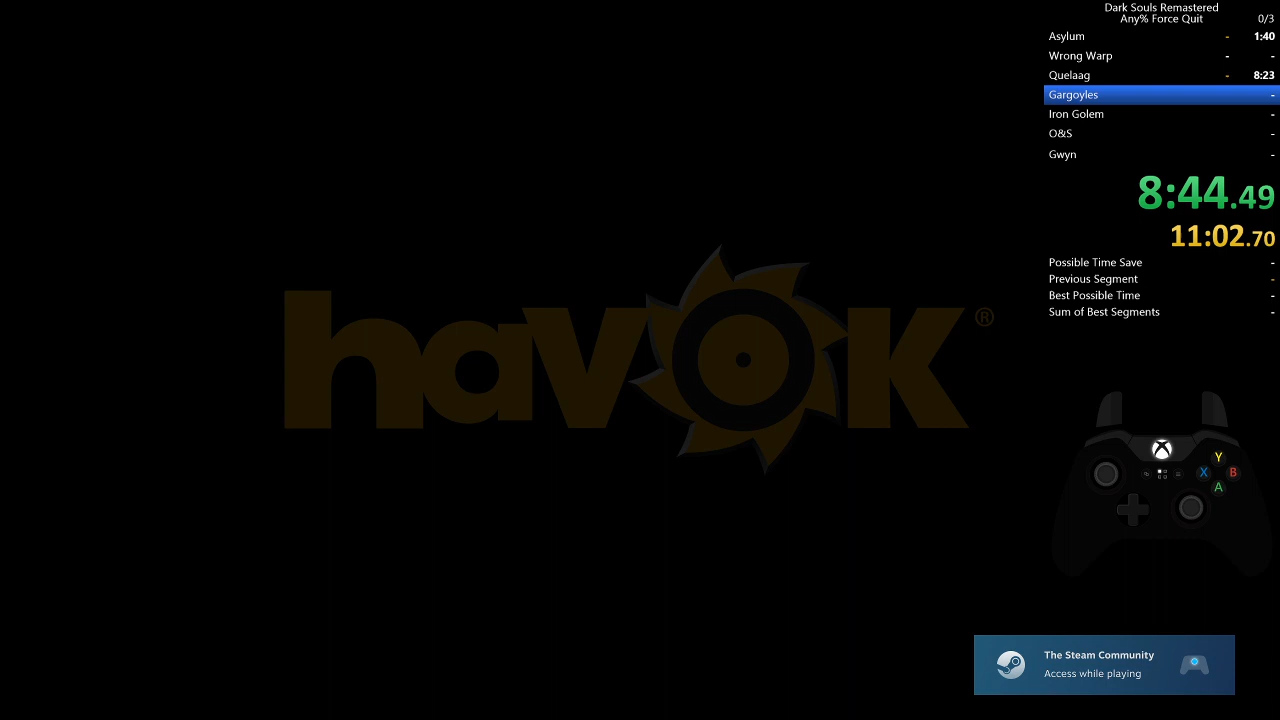 Dark Souls Remastered
Any% Force Quit 0/3
Asylum - 1:40
Wrong Warp - -
Quelaag - 8:23
Gargoyles -
Iron Golem -
O&S -
Gwyn -
8:44.49
11:02.70
Possible Time Save -
Previous Segment -
Best Possible Time -
Sum of Best Segments -
havok®
Y
X B
A
The Steam Community
Access while playing